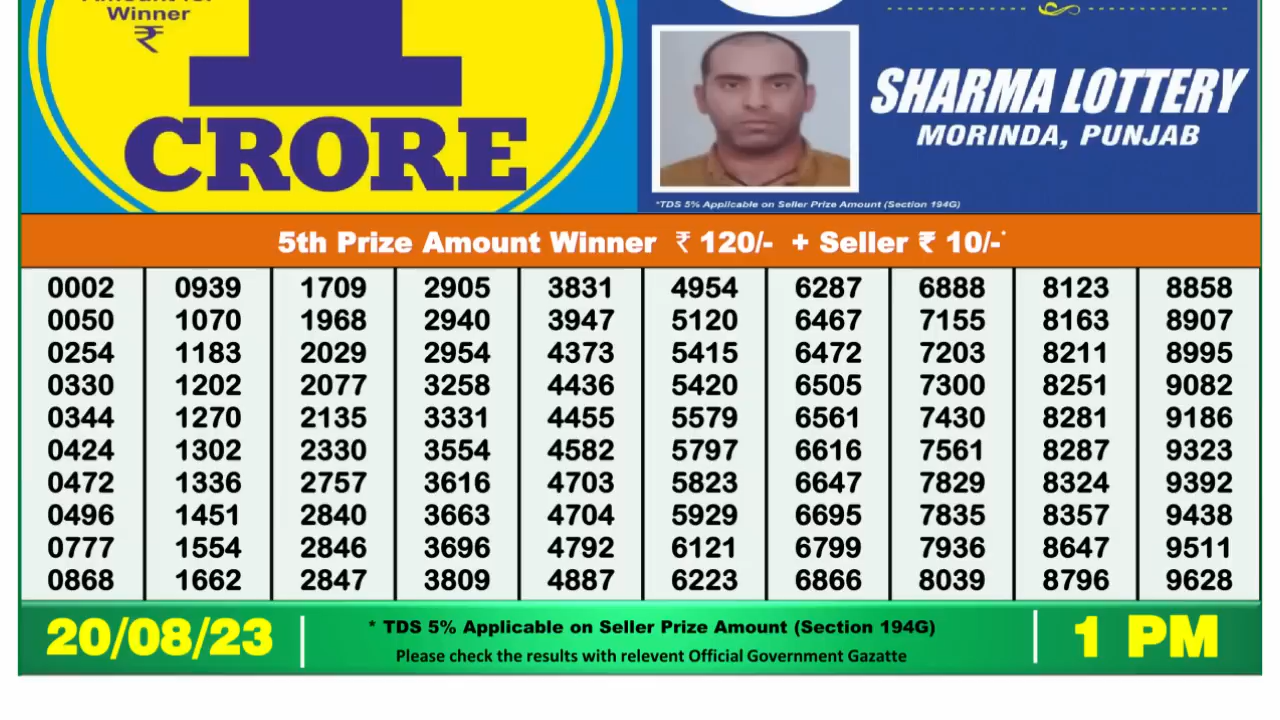 Amount for
Winner
₹
1
CRORE
SHARMA LOTTERY
MORINDA, PUNJAB
*TDS 5% Applicable on Seller Prize Amount (Section 194G)
5th Prize Amount Winner ₹ 120/- + Seller ₹ 10/-*
0002 0939 1709 2905 3831 4954 6287 6888 8123 8858
0050 1070 1968 2940 3947 5120 6467 7155 8163 8907
0254 1183 2029 2954 4373 5415 6472 7203 8211 8995
0330 1202 2077 3258 4436 5420 6505 7300 8251 9082
0344 1270 2135 3331 4455 5579 6561 7430 8281 9186
0424 1302 2330 3554 4582 5797 6616 7561 8287 9323
0472 1336 2757 3616 4703 5823 6647 7829 8324 9392
0496 1451 2840 3663 4704 5929 6695 7835 8357 9438
0777 1554 2846 3696 4792 6121 6799 7936 8647 9511
0868 1662 2847 3809 4887 6223 6866 8039 8796 9628
20/08/23
* TDS 5% Applicable on Seller Prize Amount (Section 194G)
Please check the results with relevent Official Government Gazatte
1 PM